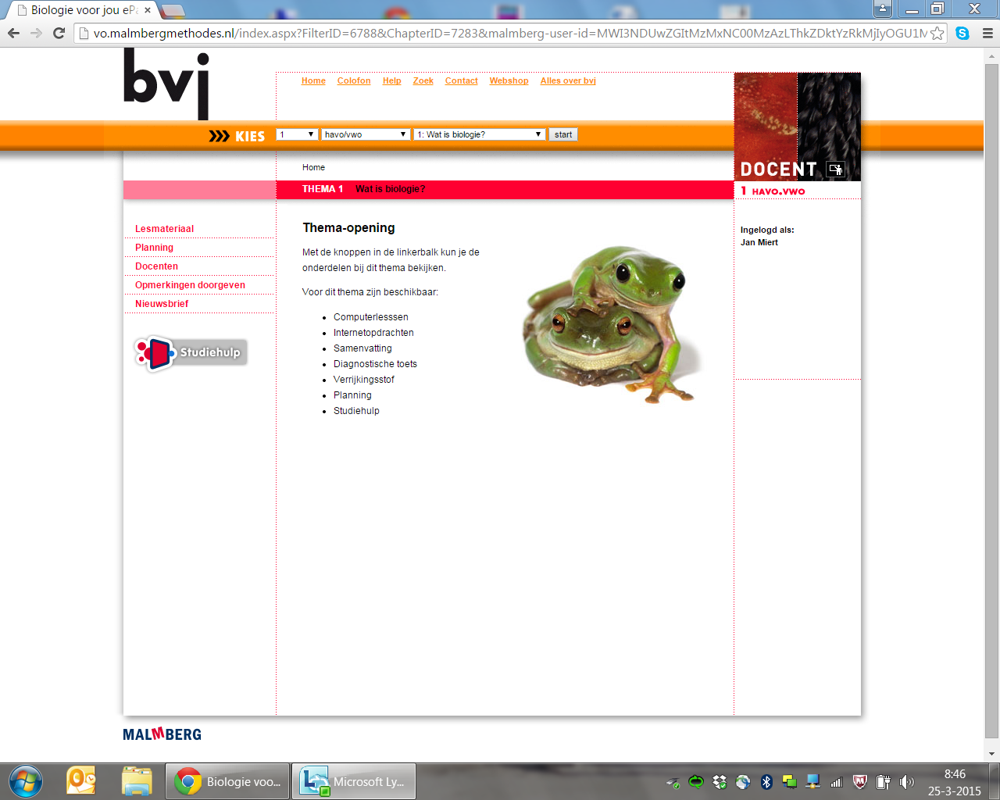 Biologie voor jou eP
vo.malmbergmethodes.nl/index.aspx?FilterID=6788&ChapterID=7283&malmberg-user-id=MWI3NDUwZGItMzMxNC00MzAzLThkZDktYzRkMjIyOGU1M
bvj
Home Colofon Help Zoek Contact Webshop Alles over bvj
KIES 1 havo/vwo 1: Wat is biologie? start
Home
DOCENT
THEMA 1 Wat is biologie?
1 HAVO.VWO
Lesmateriaal
Planning
Docenten
Opmerkingen doorgeven
Nieuwsbrief
Studiehulp
Thema-opening
Met de knoppen in de linkerbalk kun je de
onderdelen bij dit thema bekijken.
Voor dit thema zijn beschikbaar:
Computerlesssen
Internetopdrachten
Samenvatting
Diagnostische toets
Verrijkingsstof
Planning
Studiehulp
Ingelogd als:
Jan Miert
MALMBERG
Biologie voo...
Microsoft Ly...
8:46
25-3-2015